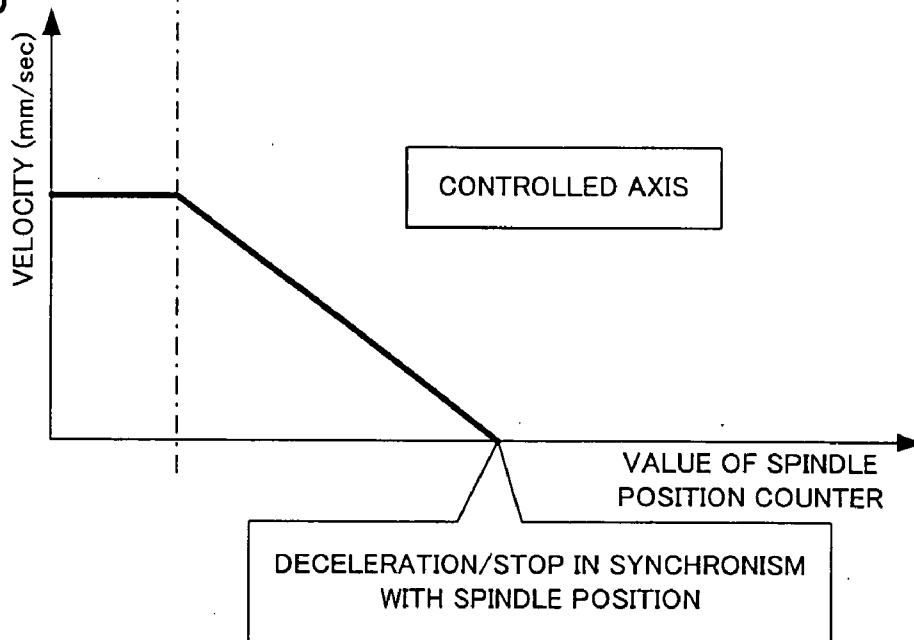 VELOCITY (mm/sec)
CONTROLLED AXIS
VALUE OF SPINDLE
POSITION COUNTER
DECELERATION/STOP IN SYNCHRONISM
WITH SPINDLE POSITION